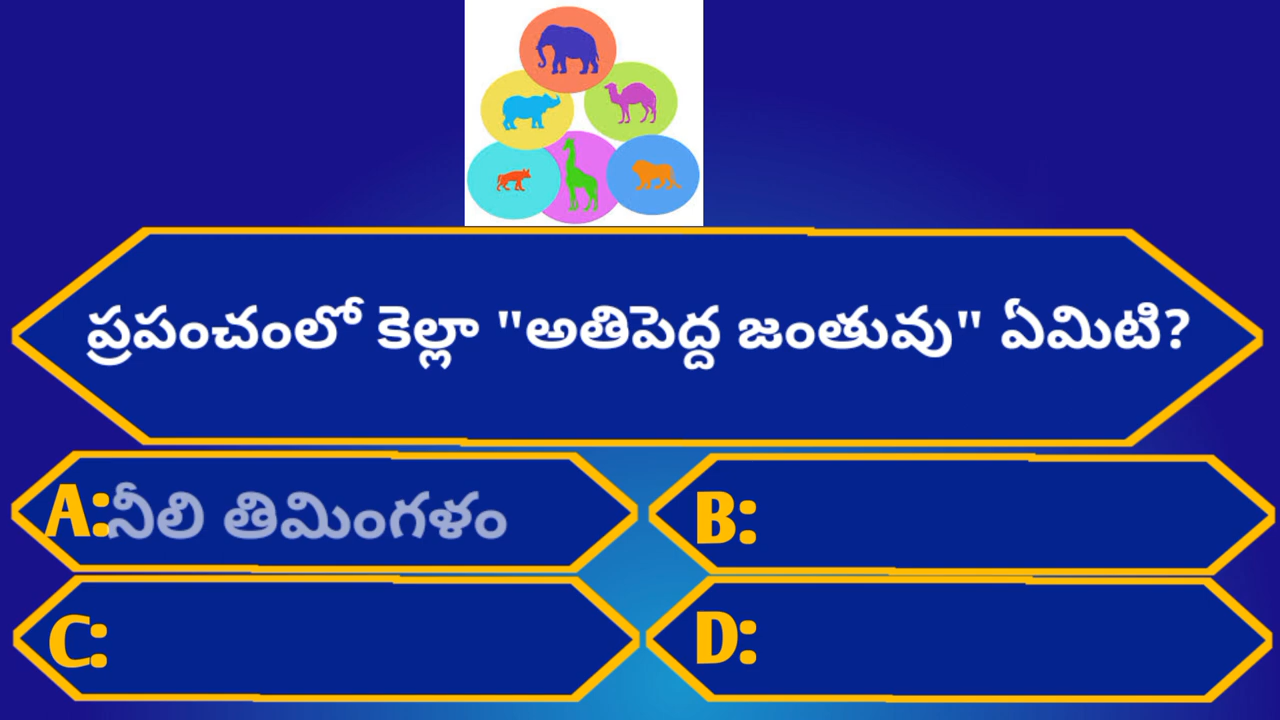 ప్రపంచంలో కెల్లా "అతిపెద్ద జంతువు" ఏమిటి?
A: నీలి తిమింగళం
B:
C:
D: